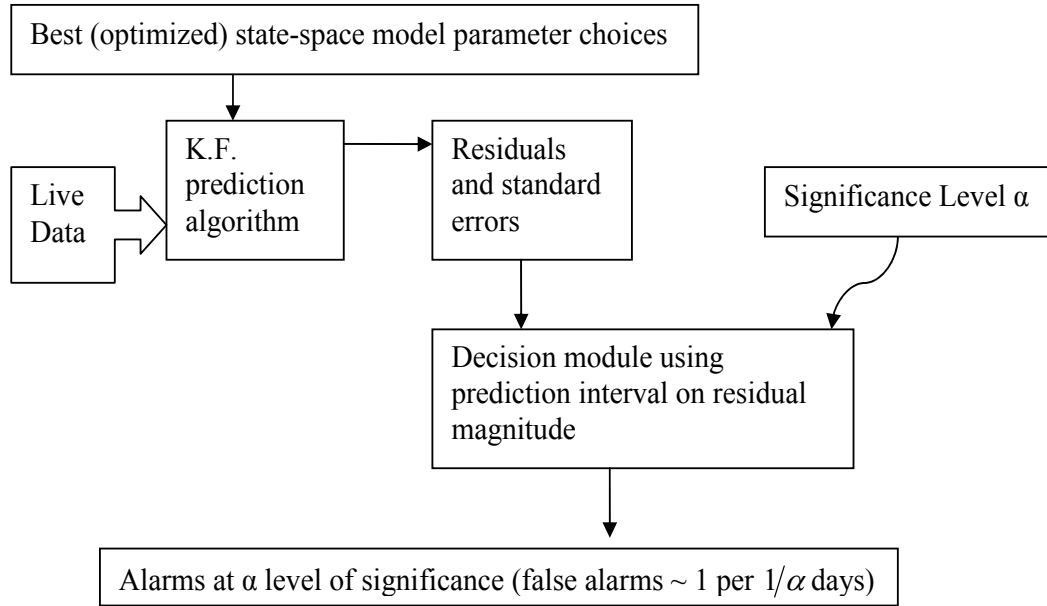 Best (optimized) state-space model parameter choices
K.F.
prediction
algorithm
Residuals
and standard
errors
Live
Data
Significance Level α
Decision module using
prediction interval on residual
magnitude
Alarms at α level of significance (false alarms ~ 1 per 1/α days)